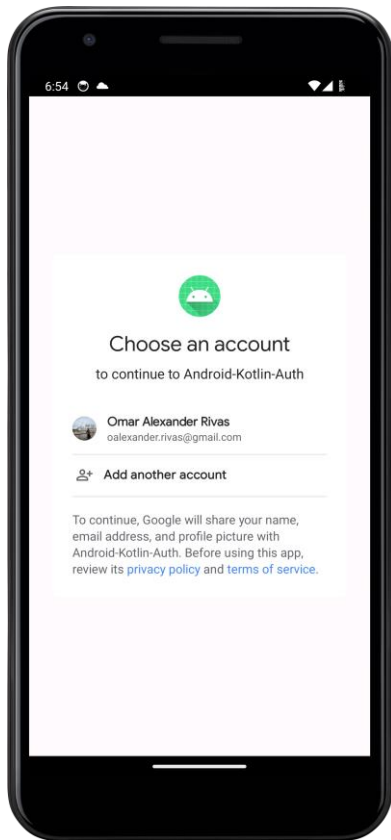 6:54
Choose an account
to continue to Android-Kotlin-Auth
Omar Alexander Rivas
oalexander.rivas@gmail.com
Add another account
To continue, Google will share your name,
email address, and profile picture with
Android-Kotlin-Auth. Before using this app,
review its privacy policy and terms of service.